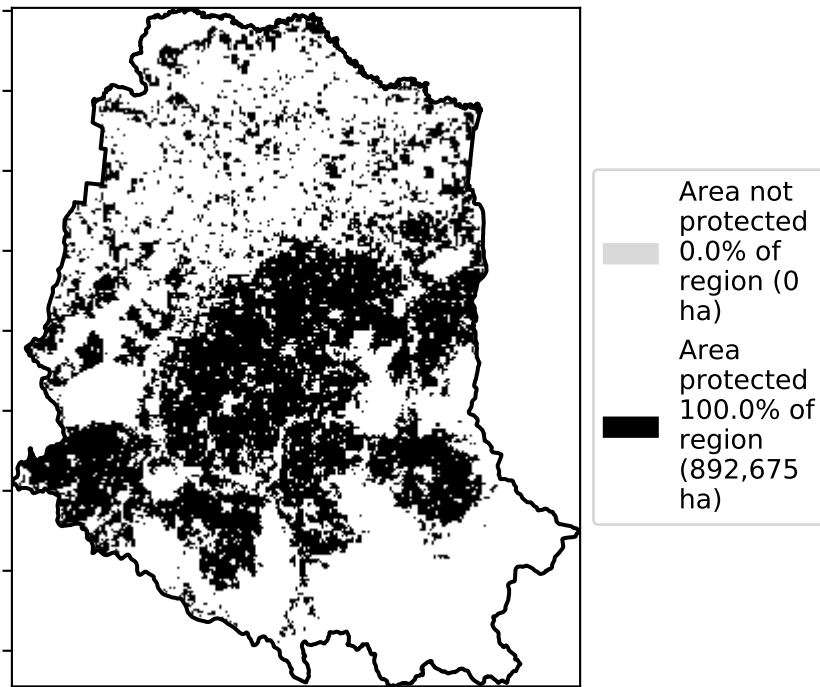 Area not
protected
0.0% of
region (0
ha)
Area
protected
100.0% of
region
(892,675
ha)